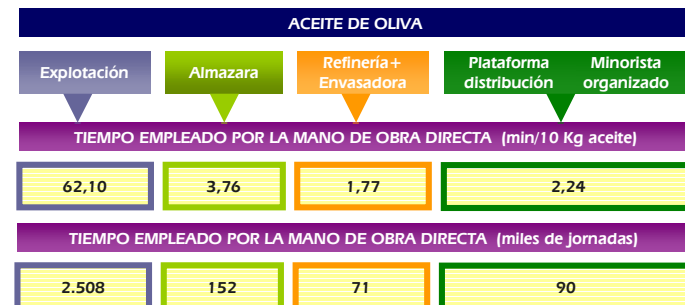 ACEITE DE OLIVA
Explotación
Almazara
Refinería+
Envasadora
Plataforma
distribución
Minorista
organizado
TIEMPO EMPLEADO POR LA MANO DE OBRA DIRECTA (min/10 Kg aceite)
62,10
3,76
1,77
2,24
TIEMPO EMPLEADO POR LA MANO DE OBRA DIRECTA (miles de jornadas)
2.508
152
71
90